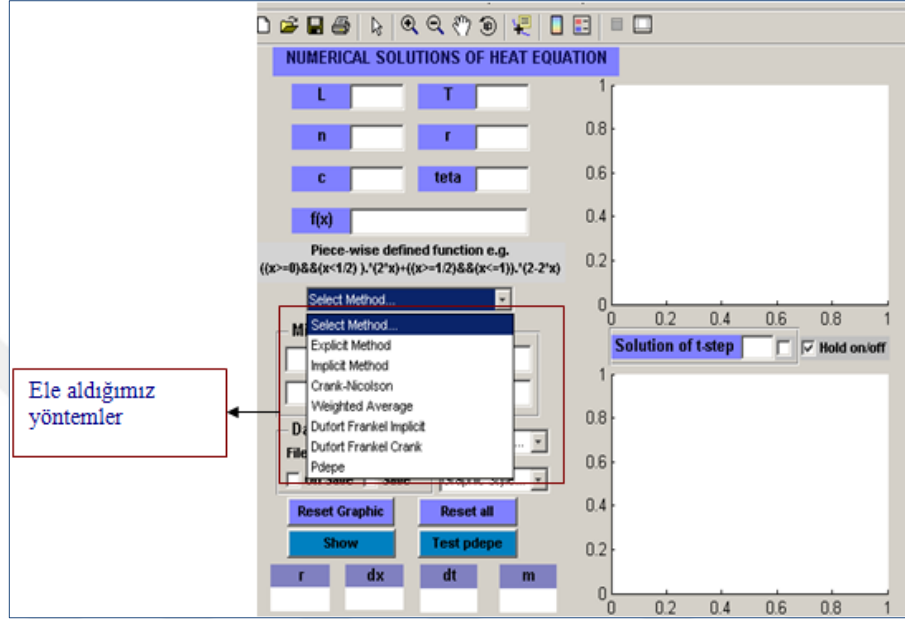 NUMERICAL SOLUTIONS OF HEAT EQUATION
L T
n r
c teta
f(x)
Piece-wise defined function e.g.
((x>=0)&&(x<1/2) ).*(2*x)+((x>=1/2)&&(x<=1)).*(2-2*x)
Select Method...
Select Method...
Explicit Method
Implicit Method
Crank-Nicolson
Weighted Average
Dufort Frankel Implicit
Dufort Frankel Crank
Pdepe
Ele aldığımız
yöntemler
Reset Graphic Reset all
Show Test pdepe
r dx dt m
1
0.8
0.6
0.4
0.2
0
0 0.2 0.4 0.6 0.8 1
Solution of t-step Hold on/off
1
0.8
0.6
0.4
0.2
0
0 0.2 0.4 0.6 0.8 1